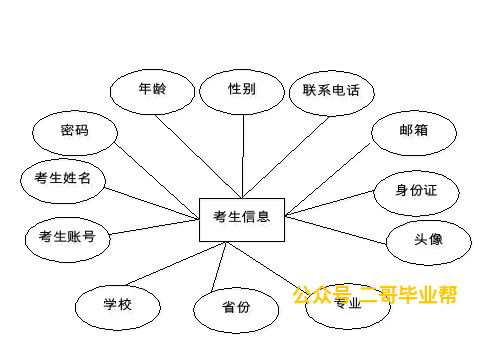 年龄
性别
联系电话
密码
邮箱
考生姓名
身份证
考生信息
考生账号
头像
学校
省份
专业
公众号 二哥毕业帮